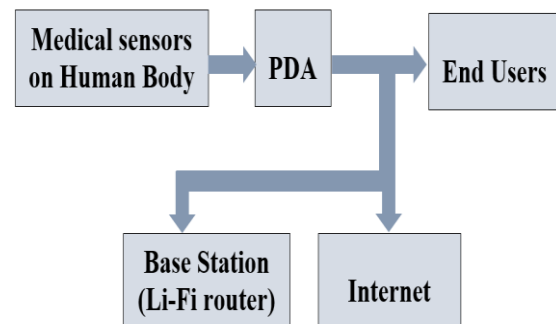 Medical sensors
on Human Body
PDA
End Users
Base Station
(Li-Fi router)
Internet